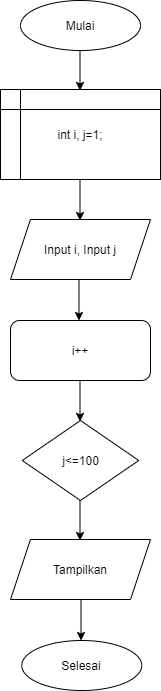 Mulai
int i, j=1;
Input i, Input j
i++
j<=100
Tampilkan
Selesai